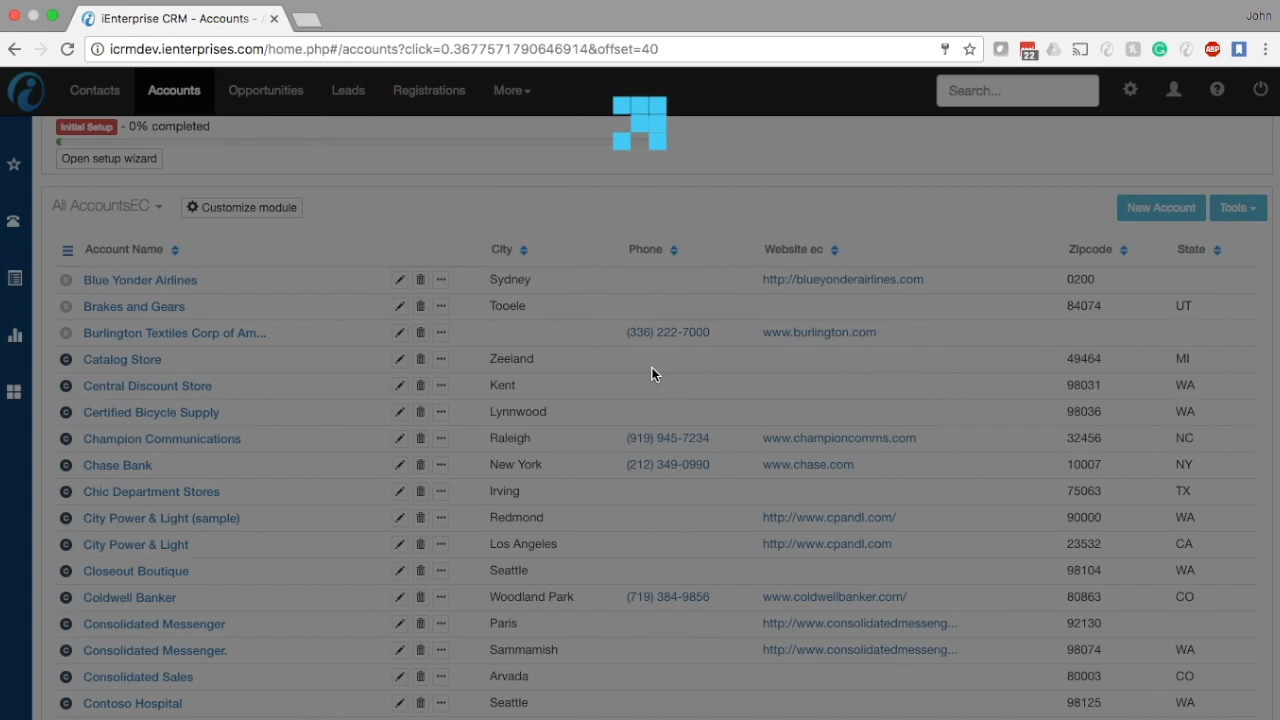 iEnterprise CRM - Accounts -
John
icrmdev.ienterprises.com/home.php#/accounts?click=0.3677571790646914&offset=40
22
ABP
Contacts Accounts Opportunities Leads Registrations More Search...
Initial Setup - 0% completed
Open setup wizard
All AccountsEC Customize module New Account Tools
Account Name City Phone Website ec Zipcode State
B Blue Yonder Airlines Sydney http://blueyonderairlines.com 0200
B Brakes and Gears Tooele 84074 UT
B Burlington Textiles Corp of Am... (336) 222-7000 www.burlington.com
C Catalog Store Zeeland 49464 MI
C Central Discount Store Kent 98031 WA
C Certified Bicycle Supply Lynnwood 98036 WA
C Champion Communications Raleigh (919) 945-7234 www.championcomms.com 32456 NC
C Chase Bank New York (212) 349-0990 www.chase.com 10007 NY
C Chic Department Stores Irving 75063 TX
C City Power & Light (sample) Redmond http://www.cpandl.com/ 90000 WA
C City Power & Light Los Angeles http://www.cpandl.com 23532 CA
C Closeout Boutique Seattle 98104 WA
C Coldwell Banker Woodland Park (719) 384-9856 www.coldwellbanker.com/ 80863 CO
C Consolidated Messenger Paris http://www.consolidatedmesseng... 92130
C Consolidated Messenger. Sammamish http://www.consolidatedmesseng... 98074 WA
C Consolidated Sales Arvada 80003 CO
C Contoso Hospital Seattle 98125 WA